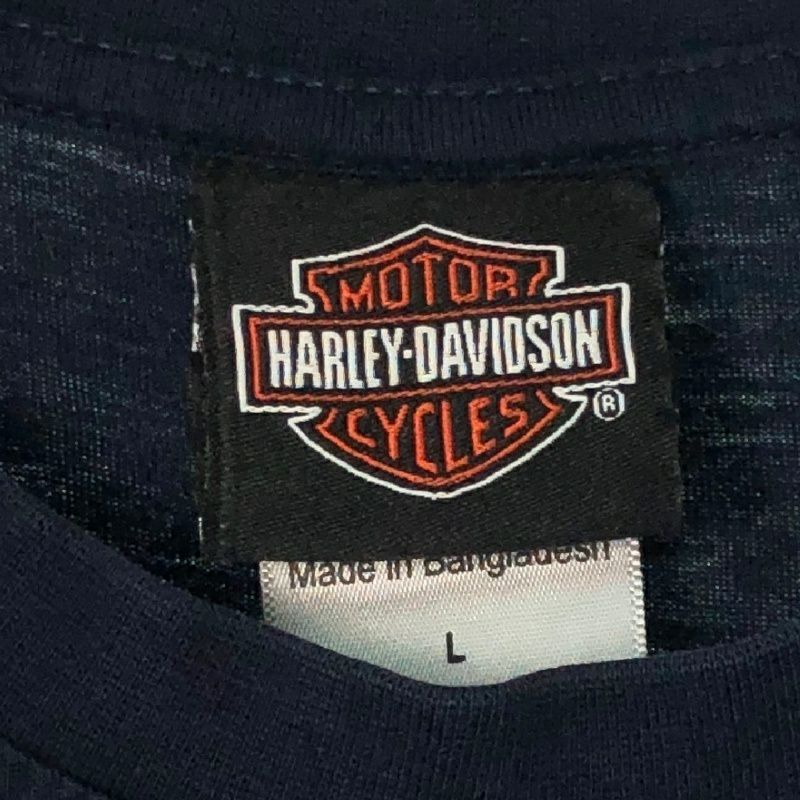 MOTOR
HARLEY-DAVIDSON
CYCLES
®
Made in Bangladesh
L